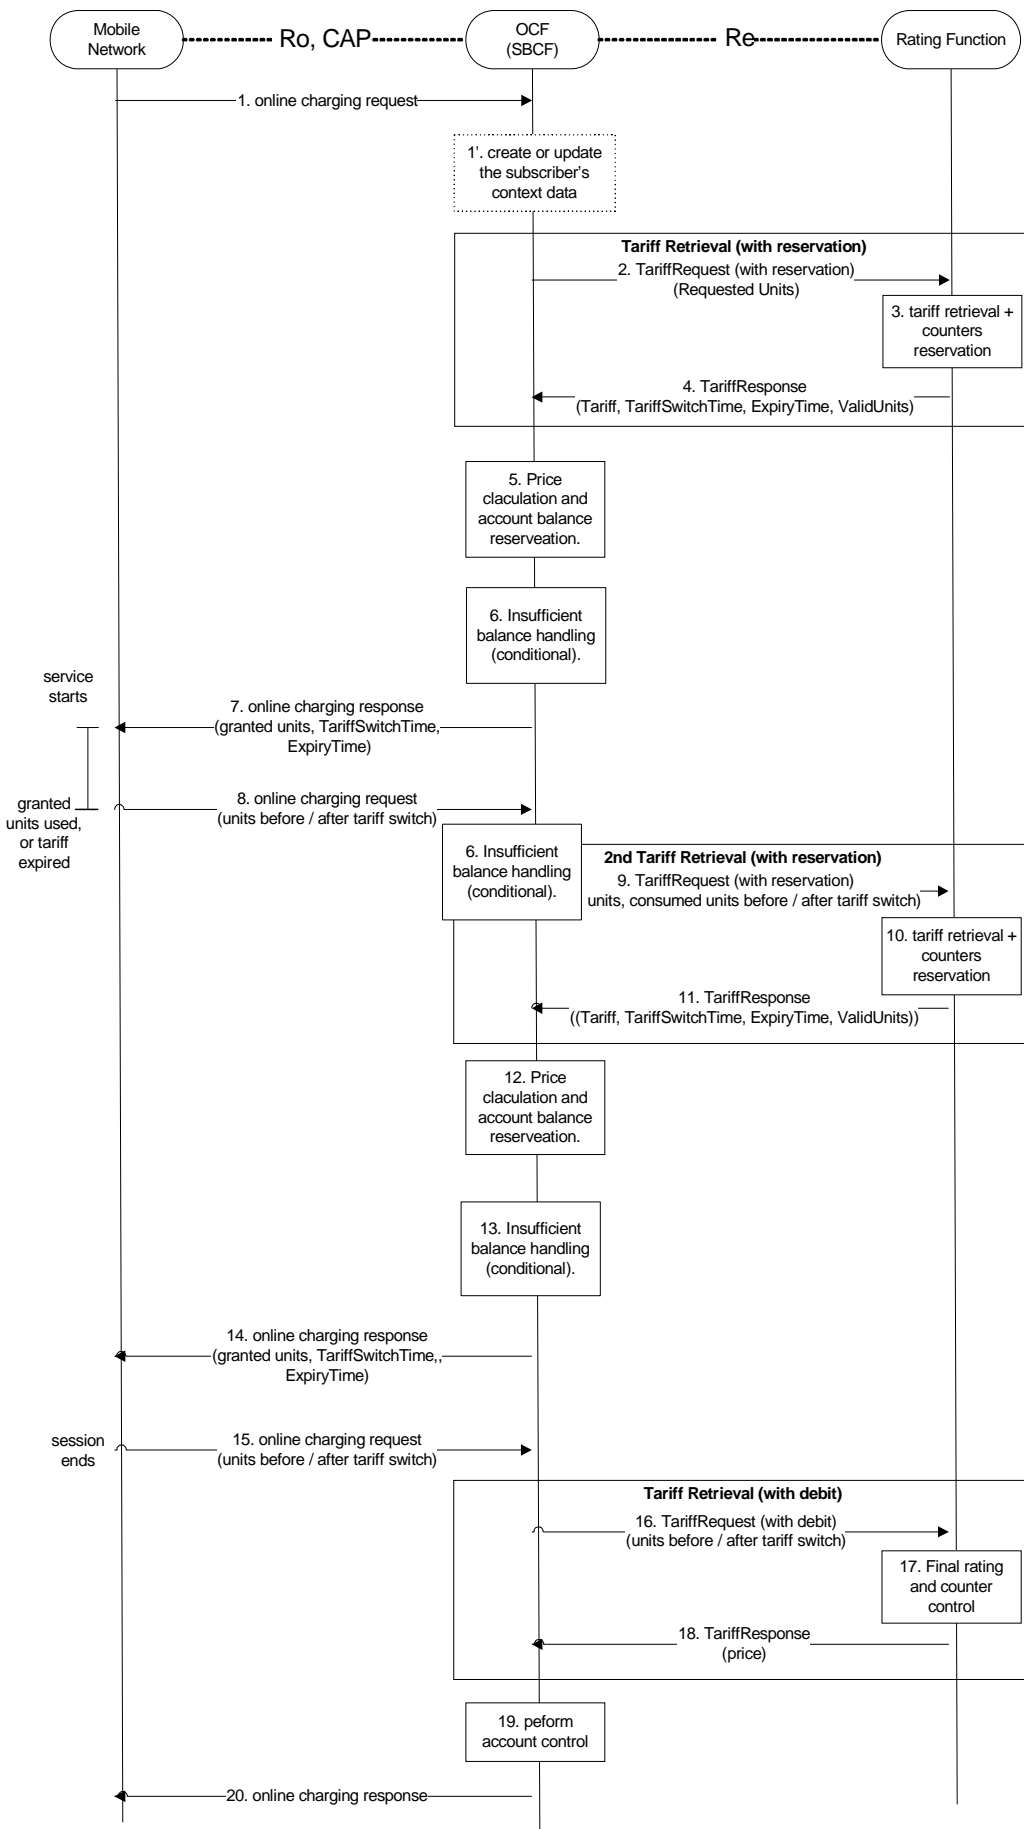 Mobile
Network
Ro, CAP
OCF
(SBCF)
Re
Rating Function
1. online charging request
1'. create or update
the subscriber's
context data
Tariff Retrieval (with reservation)
2. TariffRequest (with reservation)
(Requested Units)
3. tariff retrieval +
counters
reservation
4. TariffResponse
(Tariff, TariffSwitchTime, ExpiryTime, ValidUnits)
5. Price
claculation and
account balance
reserveation.
6. Insufficient
balance handling
(conditional).
service
starts
7. online charging response
(granted units, TariffSwitchTime,
ExpiryTime)
granted
units used,
or tariff
expired
8. online charging request
(units before / after tariff switch)
6. Insufficient
balance handling
(conditional).
2nd Tariff Retrieval (with reservation)
9. TariffRequest (with reservation)
units, consumed units before / after tariff switch)
10. tariff retrieval +
counters
reservation
11. TariffResponse
((Tariff, TariffSwitchTime, ExpiryTime, ValidUnits))
12. Price
claculation and
account balance
reserveation.
13. Insufficient
balance handling
(conditional).
14. online charging response
(granted units, TariffSwitchTime,,
ExpiryTime)
session
ends
15. online charging request
(units before / after tariff switch)
Tariff Retrieval (with debit)
16. TariffRequest (with debit)
(units before / after tariff switch)
17. Final rating
and counter
control
18. TariffResponse
(price)
19. peform
account control
20. online charging response